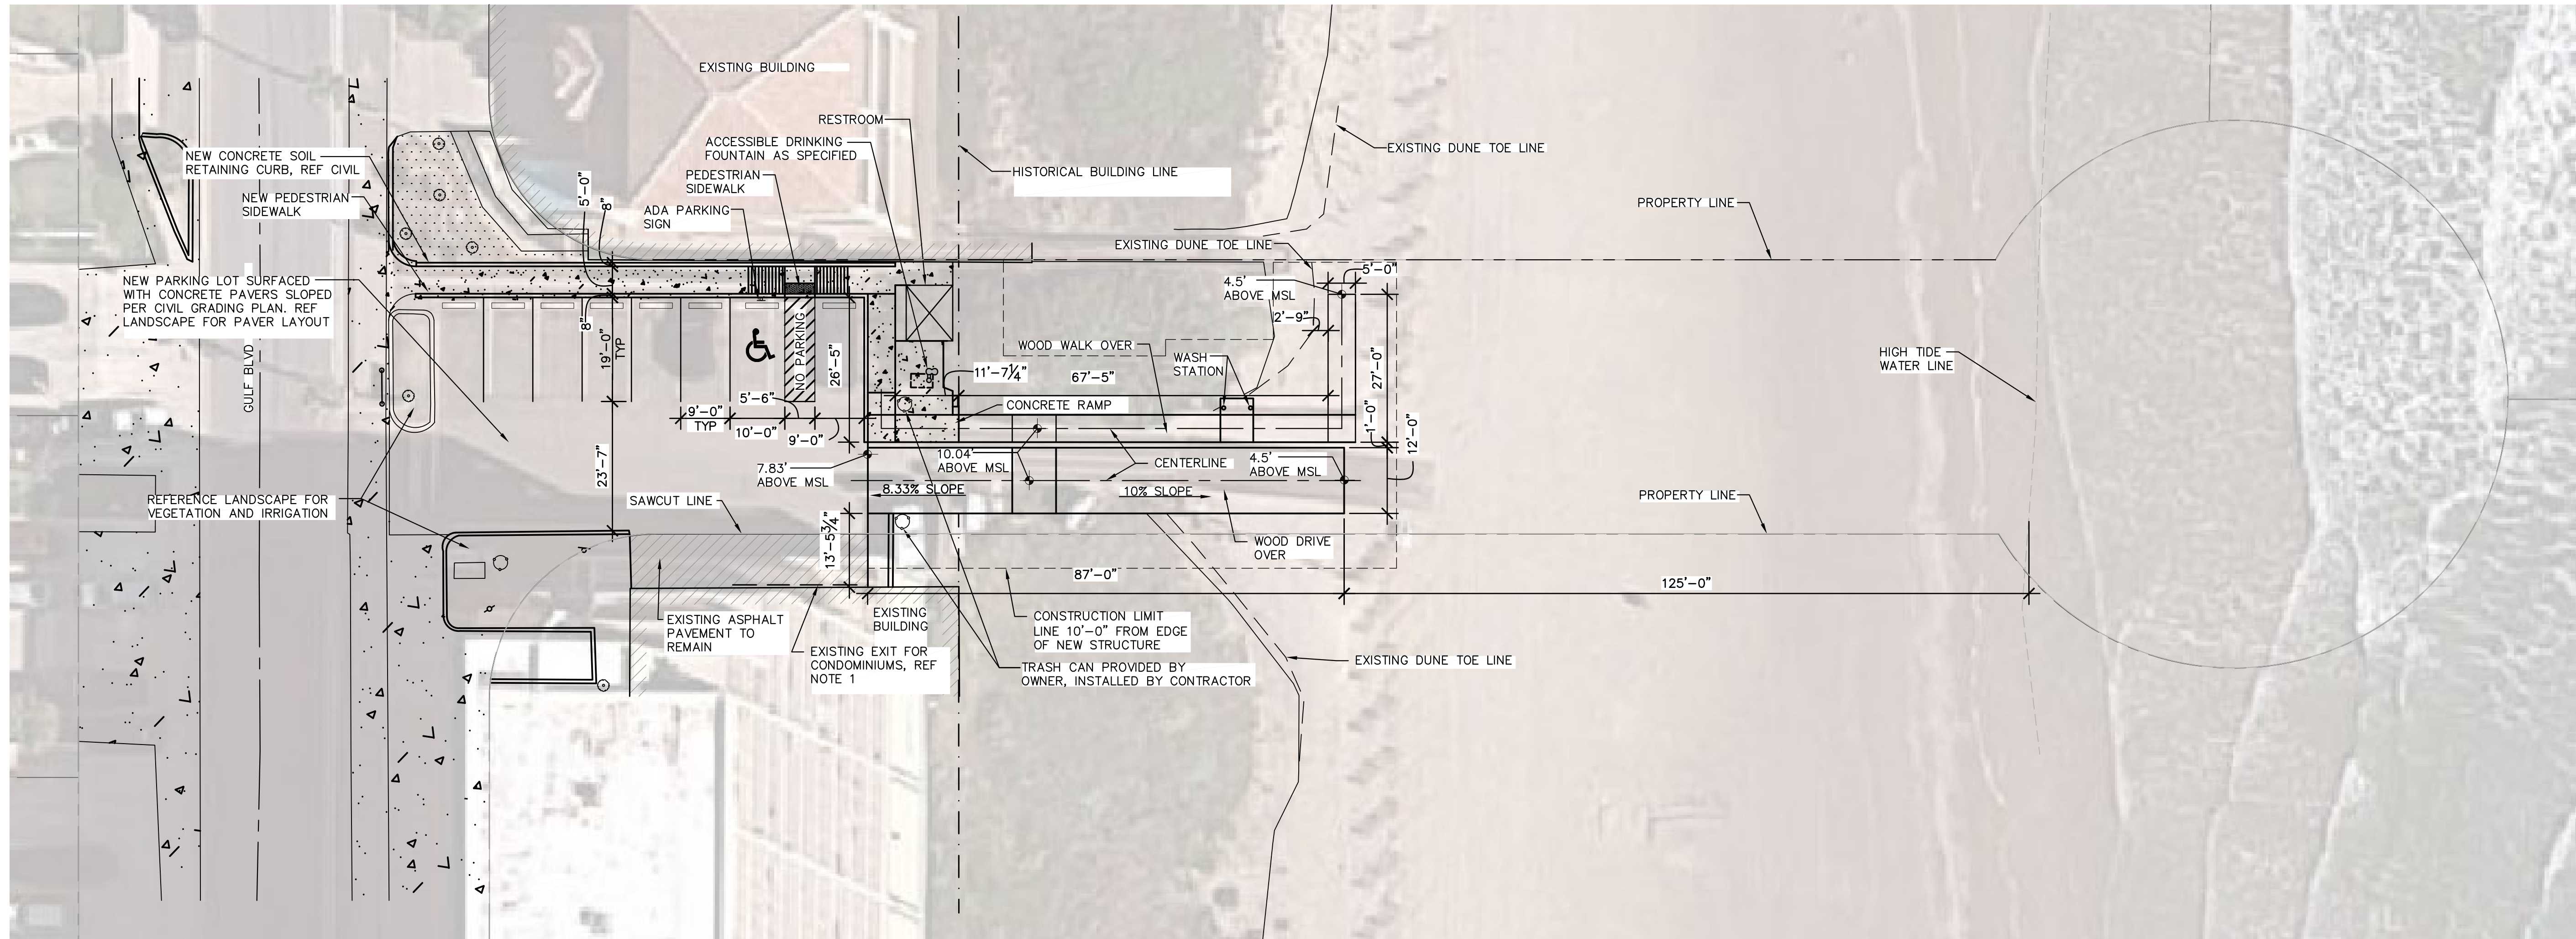 EXISTING BUILDING
RESTROOM
ACCESSIBLE DRINKING
FOUNTAIN AS SPECIFIED
PEDESTRIAN
SIDEWALK
ADA PARKING
SIGN
NEW CONCRETE SOIL
RETAINING CURB, REF CIVIL
NEW PEDESTRIAN
SIDEWALK
NEW PARKING LOT SURFACED
WITH CONCRETE PAVERS SLOPED
PER CIVIL GRADING PLAN. REF
LANDSCAPE FOR PAVER LAYOUT
GULF BLVD
REFERENCE LANDSCAPE FOR
VEGETATION AND IRRIGATION
5'-0"
8"
8"
19'-0"
TYP
23'-7"
NO PARKING
26'-5"
5'-6"
9'-0"
TYP
10'-0"
9'-0"
7.83'
ABOVE MSL
SAWCUT LINE
13'-5¾"
HISTORICAL BUILDING LINE
EXISTING DUNE TOE LINE
EXISTING DUNE TOE LINE
4.5'
ABOVE MSL
5'-0"
2'-9"
WOOD WALK OVER
WASH
STATION
11'-7¼"
67'-5"
CONCRETE RAMP
27'-0"
1'-0"
12'-0"
10.04'
ABOVE MSL
CENTERLINE
4.5'
ABOVE MSL
8.33% SLOPE
10% SLOPE
WOOD DRIVE
OVER
87'-0"
125'-0"
EXISTING ASPHALT
PAVEMENT TO
REMAIN
EXISTING
BUILDING
EXISTING EXIT FOR
CONDOMINIUMS, REF
NOTE 1
CONSTRUCTION LIMIT
LINE 10'-0" FROM EDGE
OF NEW STRUCTURE
TRASH CAN PROVIDED BY
OWNER, INSTALLED BY CONTRACTOR
EXISTING DUNE TOE LINE
PROPERTY LINE
HIGH TIDE
WATER LINE
PROPERTY LINE